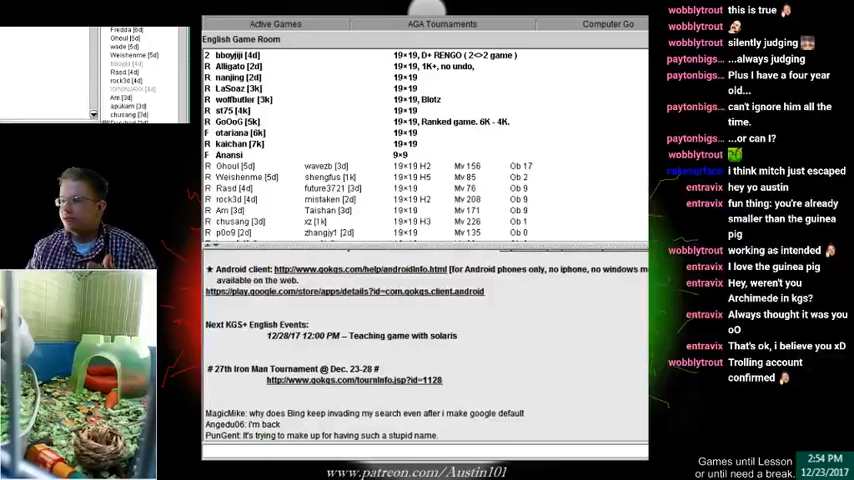 Freddd [6d]
Ghoul [5d]
wade [5d]
Weishenme [5d]
bboyjiji [4d]
Rasd [4d]
rock3d [4d]
Am [3d]
apukam [3d]
chusang [3d]
Active Games
AGA Tournaments
Computer Go
English Game Room
2 bboyjiji [4d] 19×19, D+ RENGO ( 2<>2 game )
R Alligato [2d] 19×19, 1K+, no undo,
R nanjing [2d] 19×19
R LaSoaz [3k] 19×19
R wolfbutler [3k] 19×19, Blotz
R st75 [4k] 19×19
R GoOoG [5k] 19×19, Ranked game. 6K - 4K.
F otariana [6k] 19×19
R kaichan [7k] 19×19
F Anansi 9×9
R Ghoul [5d] wavezb [3d] 19×19 H2 Mv 156 Ob 17
R Weishenme [5d] shengfus [1k] 19×19 H5 Mv 85 Ob 2
R Rasd [4d] future3721 [3d] 19×19 Mv 76 Ob 9
R rock3d [4d] mistaken [2d] 19×19 H2 Mv 208 Ob 9
R Am [3d] Taishan [3d] 19×19 Mv 171 Ob 9
R chusang [3d] xz [1k] 19×19 H3 Mv 226 Ob 1
R p0o9 [2d] zhangjy1 [2d] 19×19 Mv 135 Ob 0
★ Android client: http://www.gokgs.com/help/androidInfo.html [for Android phones only, no iphone, no windows m
available on the web.
https://play.google.com/store/apps/details?id=com.gokgs.client.android
Next KGS+ English Events:
12/28/17 12:00 PM -- Teaching game with solaris
# 27th Iron Man Tournament @ Dec. 23-28 #
http://www.gokgs.com/tournInfo.jsp?id=1128
MagicMike: why does Bing keep invading my search even after i make google default
Angedu06: i'm back
PunGent: It's trying to make up for having such a stupid name.
www.patreon.com/Austin101
wobblytrout this is true
wobblytrout
wobblytrout silently judging
paytonbigs... ...always judging
paytonbigs... Plus I have a four year
old...
paytonbigs... can't ignore him all the
time.
paytonbigs... ...or can I?
wobblytrout
cakesurface i think mitch just escaped
entravix hey yo austin
entravix fun thing: you're already
smaller than the guinea
pig
wobblytrout working as intended
entravix I love the guinea pig
entravix Hey, weren't you
Archimede in kgs?
entravix Always thought it was you
oO
entravix That's ok, i believe you xD
wobblytrout Trolling account
confirmed
Games until Lesson
or until need a break.
2:54 PM
12/23/2017